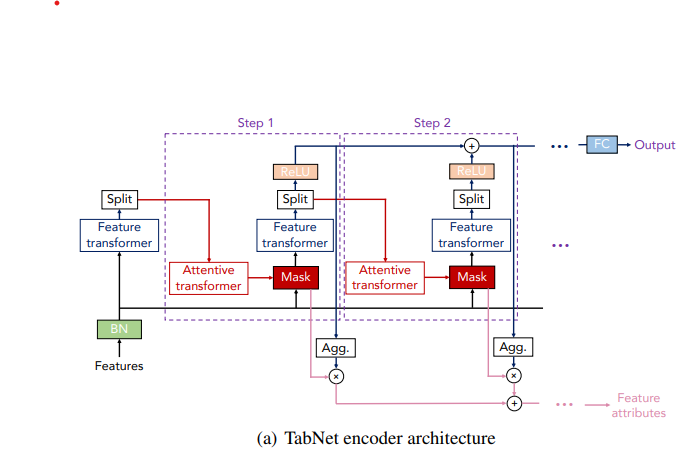 Step 1
Step 2
FC
Output
ReLU
ReLU
Split
Split
Split
Feature
transformer
Feature
transformer
Feature
transformer
Attentive
transformer
Mask
Attentive
transformer
Mask
BN
Features
Agg.
Agg.
Feature
attributes
(a) TabNet encoder architecture